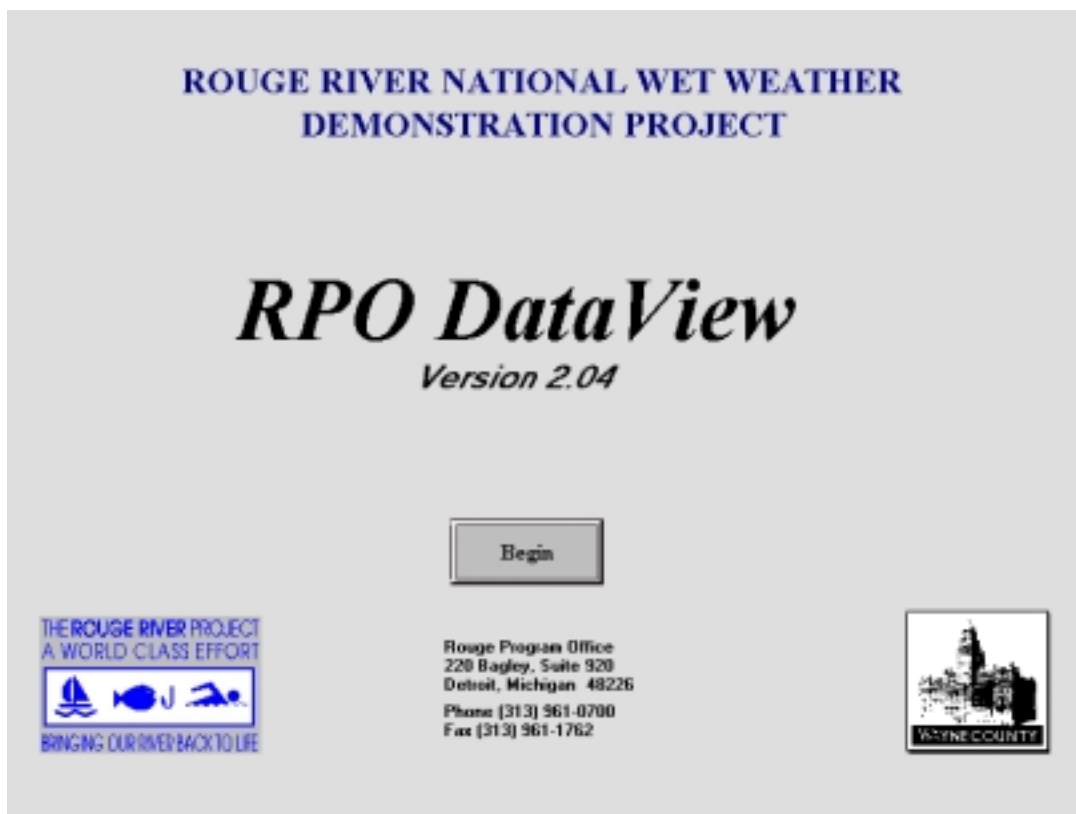 ROUGE RIVER NATIONAL WET WEATHER
DEMONSTRATION PROJECT
RPO DataView
Version 2.04
Begin
THE ROUGE RIVER PROJECT
A WORLD CLASS EFFORT
BRINGING OUR RIVER BACK TO LIFE
Rouge Program Office
220 Bagley, Suite 920
Detroit, Michigan 48226
Phone (313) 961-0700
Fax (313) 961-1762
WAYNE COUNTY